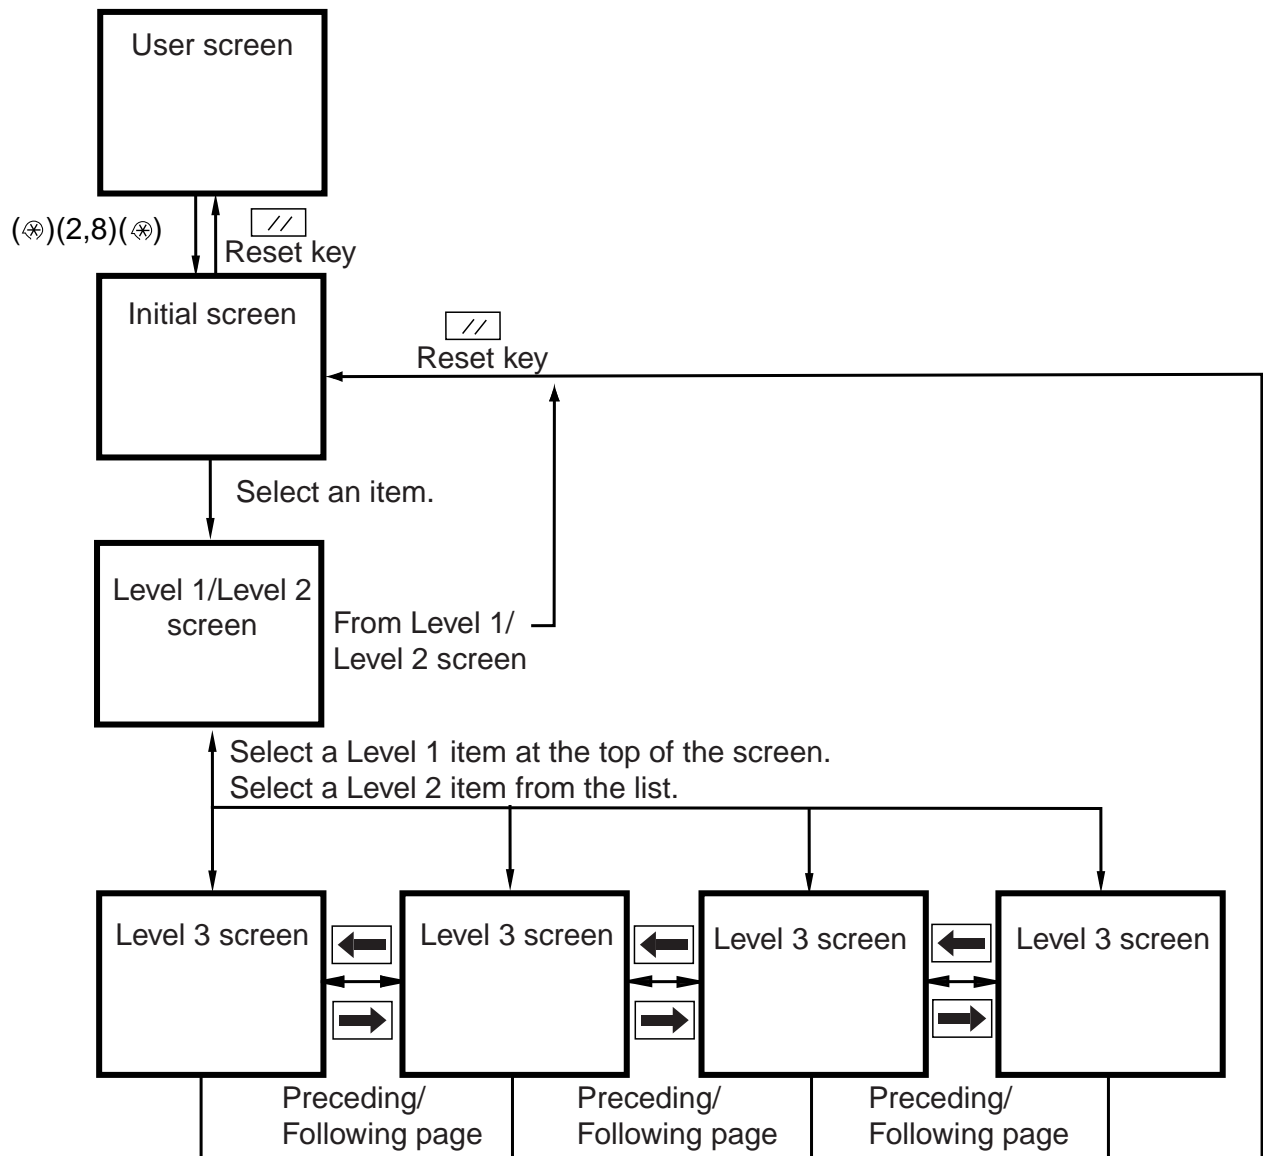 User screen
(⊛)(2,8)(⊛)
Reset key
Initial screen
Reset key
Select an item.
Level 1/Level 2
screen
From Level 1/
Level 2 screen
Select a Level 1 item at the top of the screen.
Select a Level 2 item from the list.
Level 3 screen
Level 3 screen
Level 3 screen
Level 3 screen
Preceding/
Following page
Preceding/
Following page
Preceding/
Following page